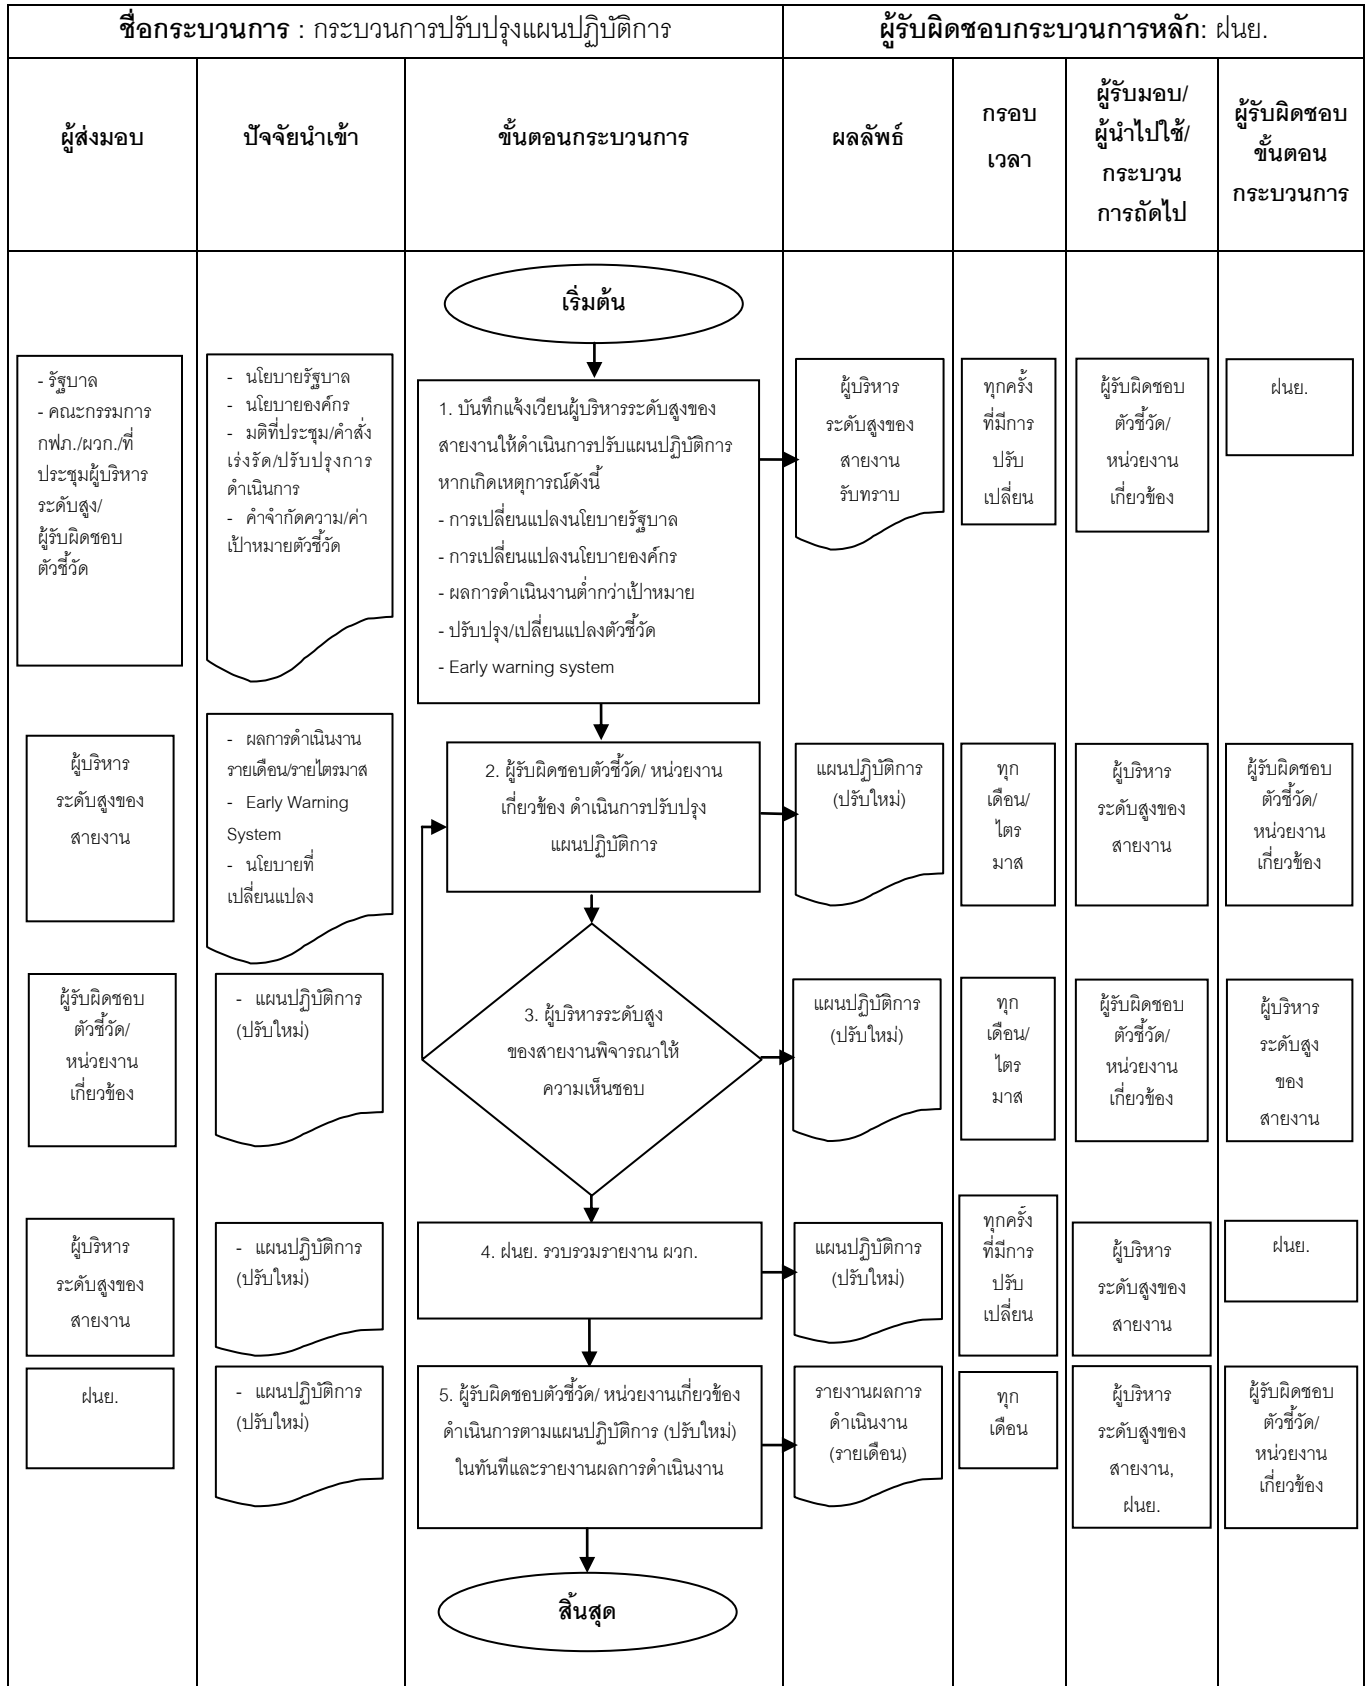 ชื่อกระบวนการ : กระบวนการปรับปรุงแผนปฏิบัติการ
ผู้รับผิดชอบกระบวนการหลัก: ฝนย.
ผู้ส่งมอบ
ปัจจัยนำเข้า
ขั้นตอนกระบวนการ
ผลลัพธ์
กรอบ
เวลา
ผู้รับมอบ/
ผู้นำไปใช้/
กระบวน
การถัดไป
ผู้รับผิดชอบ
ขั้นตอน
กระบวนการ
เริ่มต้น
- รัฐบาล
- คณะกรรมการ
กฟภ./ผวก./ที่
ประชุมผู้บริหาร
ระดับสูง/
ผู้รับผิดชอบ
ตัวชี้วัด
- นโยบายรัฐบาล
- นโยบายองค์กร
- มติที่ประชุม/คำสั่ง
เร่งรัด/ปรับปรุงการ
ดำเนินการ
- คำจำกัดความ/ค่า
เป้าหมายตัวชี้วัด
1. บันทึกแจ้งเวียนผู้บริหารระดับสูงของ
สายงานให้ดำเนินการปรับแผนปฏิบัติการ
หากเกิดเหตุการณ์ดังนี้
- การเปลี่ยนแปลงนโยบายรัฐบาล
- การเปลี่ยนแปลงนโยบายองค์กร
- ผลการดำเนินงานต่ำกว่าเป้าหมาย
- ปรับปรุง/เปลี่ยนแปลงตัวชี้วัด
- Early warning system
ผู้บริหาร
ระดับสูงของ
สายงาน
รับทราบ
ทุกครั้ง
ที่มีการ
ปรับ
เปลี่ยน
ผู้รับผิดชอบ
ตัวชี้วัด/
หน่วยงาน
เกี่ยวข้อง
ฝนย.
ผู้บริหาร
ระดับสูงของ
สายงาน
- ผลการดำเนินงาน
รายเดือน/รายไตรมาส
- Early Warning
System
- นโยบายที่
เปลี่ยนแปลง
2. ผู้รับผิดชอบตัวชี้วัด/ หน่วยงาน
เกี่ยวข้อง ดำเนินการปรับปรุง
แผนปฏิบัติการ
แผนปฏิบัติการ
(ปรับใหม่)
ทุก
เดือน/
ไตร
มาส
ผู้บริหาร
ระดับสูงของ
สายงาน
ผู้รับผิดชอบ
ตัวชี้วัด/
หน่วยงาน
เกี่ยวข้อง
ผู้รับผิดชอบ
ตัวชี้วัด/
หน่วยงาน
เกี่ยวข้อง
- แผนปฏิบัติการ
(ปรับใหม่)
3. ผู้บริหารระดับสูง
ของสายงานพิจารณาให้
ความเห็นชอบ
แผนปฏิบัติการ
(ปรับใหม่)
ทุก
เดือน/
ไตร
มาส
ผู้รับผิดชอบ
ตัวชี้วัด/
หน่วยงาน
เกี่ยวข้อง
ผู้บริหาร
ระดับสูง
ของ
สายงาน
ผู้บริหาร
ระดับสูงของ
สายงาน
- แผนปฏิบัติการ
(ปรับใหม่)
4. ฝนย. รวบรวมรายงาน ผวก.
แผนปฏิบัติการ
(ปรับใหม่)
ทุกครั้ง
ที่มีการ
ปรับ
เปลี่ยน
ผู้บริหาร
ระดับสูงของ
สายงาน
ฝนย.
ฝนย.
- แผนปฏิบัติการ
(ปรับใหม่)
5. ผู้รับผิดชอบตัวชี้วัด/ หน่วยงานเกี่ยวข้อง
ดำเนินการตามแผนปฏิบัติการ (ปรับใหม่)
ในทันทีและรายงานผลการดำเนินงาน
รายงานผลการ
ดำเนินงาน
(รายเดือน)
ทุก
เดือน
ผู้บริหาร
ระดับสูงของ
สายงาน,
ฝนย.
ผู้รับผิดชอบ
ตัวชี้วัด/
หน่วยงาน
เกี่ยวข้อง
สิ้นสุด